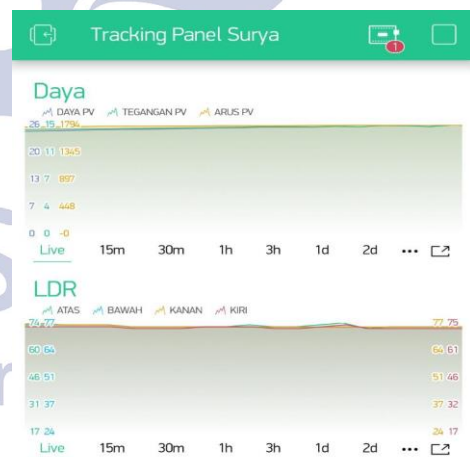 Tracking Panel Surya
1
Daya
DAYA PV TEGANGAN PV ARUS PV
26 15 1794
20 11 1345
13 7 897
7 4 448
0 0 -0
Live 15m 30m 1h 3h 1d 2d ...
LDR
ATAS BAWAH KANAN KIRI
74 77 77 75
60 64 64 61
46 51 51 46
31 37 37 32
17 24 24 17
Live 15m 30m 1h 3h 1d 2d ...